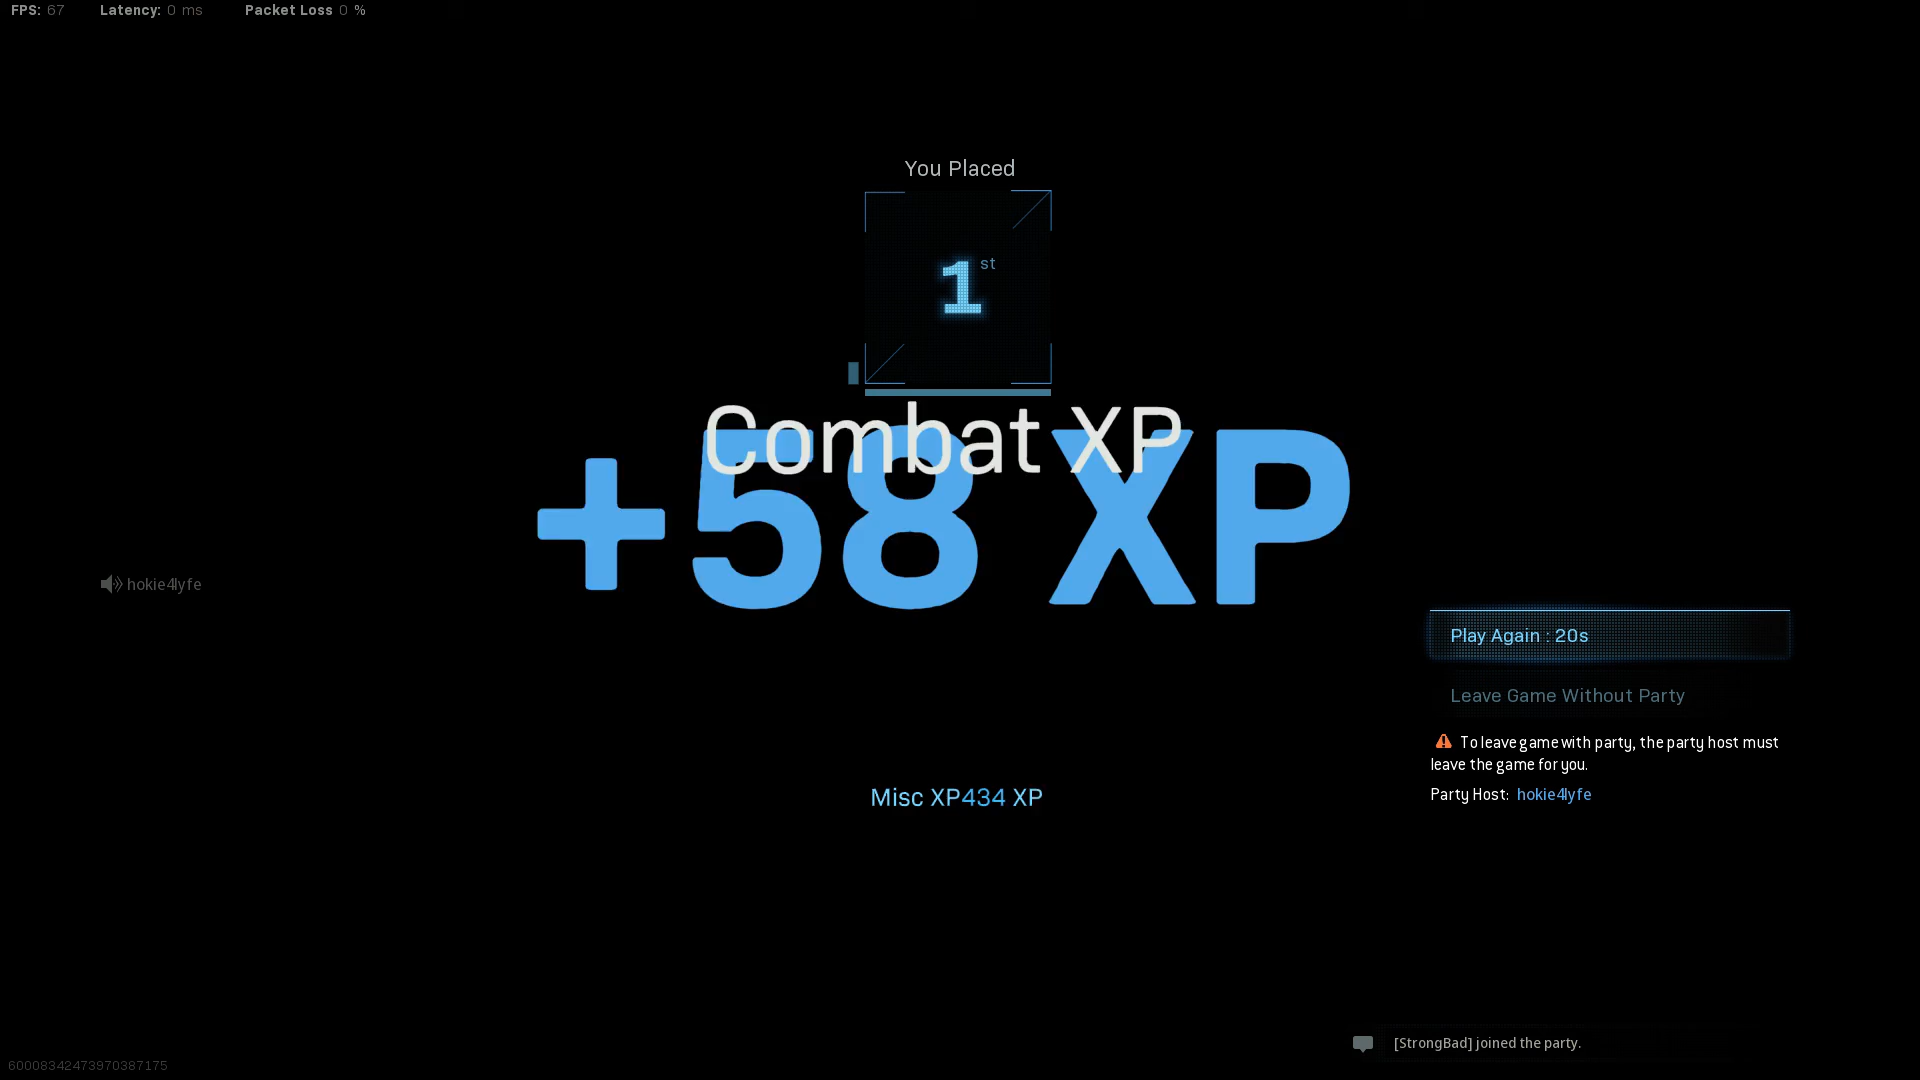 FPS: 67 Latency: 0 ms Packet Loss 0 %
You Placed
1st
Combat XP
+58 XP
hokie4lyfe
Play Again : 20s
Leave Game Without Party
To leave game with party, the party host must
leave the game for you.
Party Host: hokie4lyfe
Misc XP434 XP
[StrongBad] joined the party.
60008342473970387175